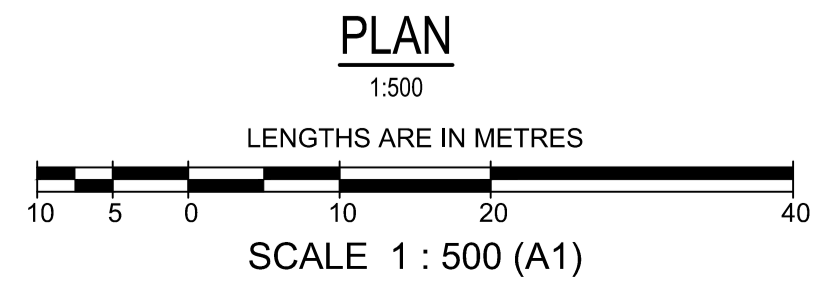 PLAN
1:500
LENGTHS ARE IN METRES
10 5 0 10 20 40
SCALE 1 : 500 (A1)